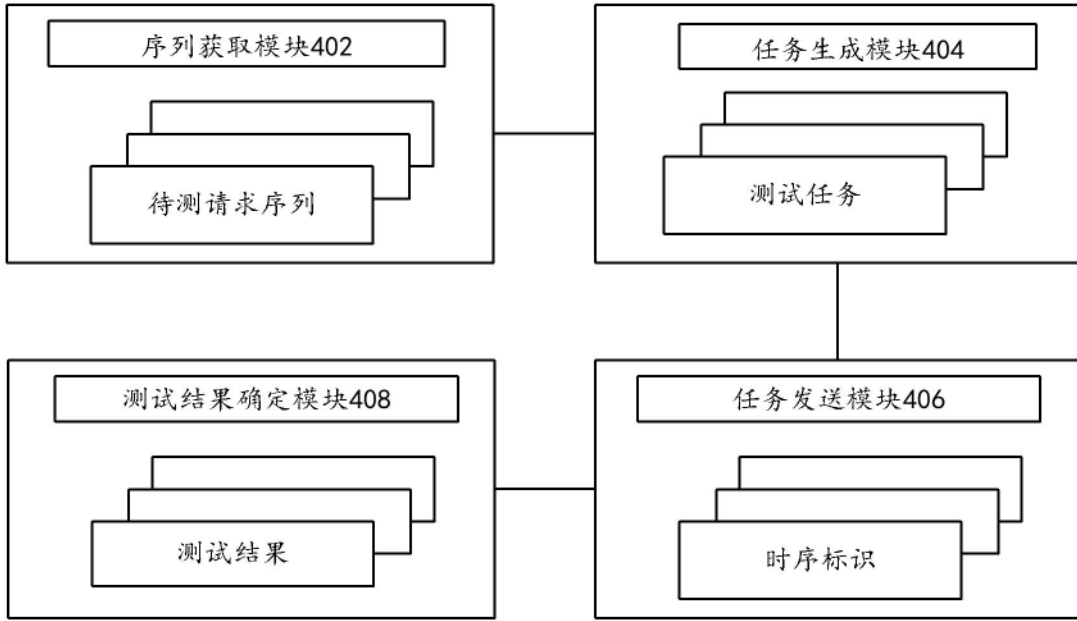 序列获取模块402
待测请求序列
任务生成模块404
测试任务
测试结果确定模块408
测试结果
任务发送模块406
时序标识